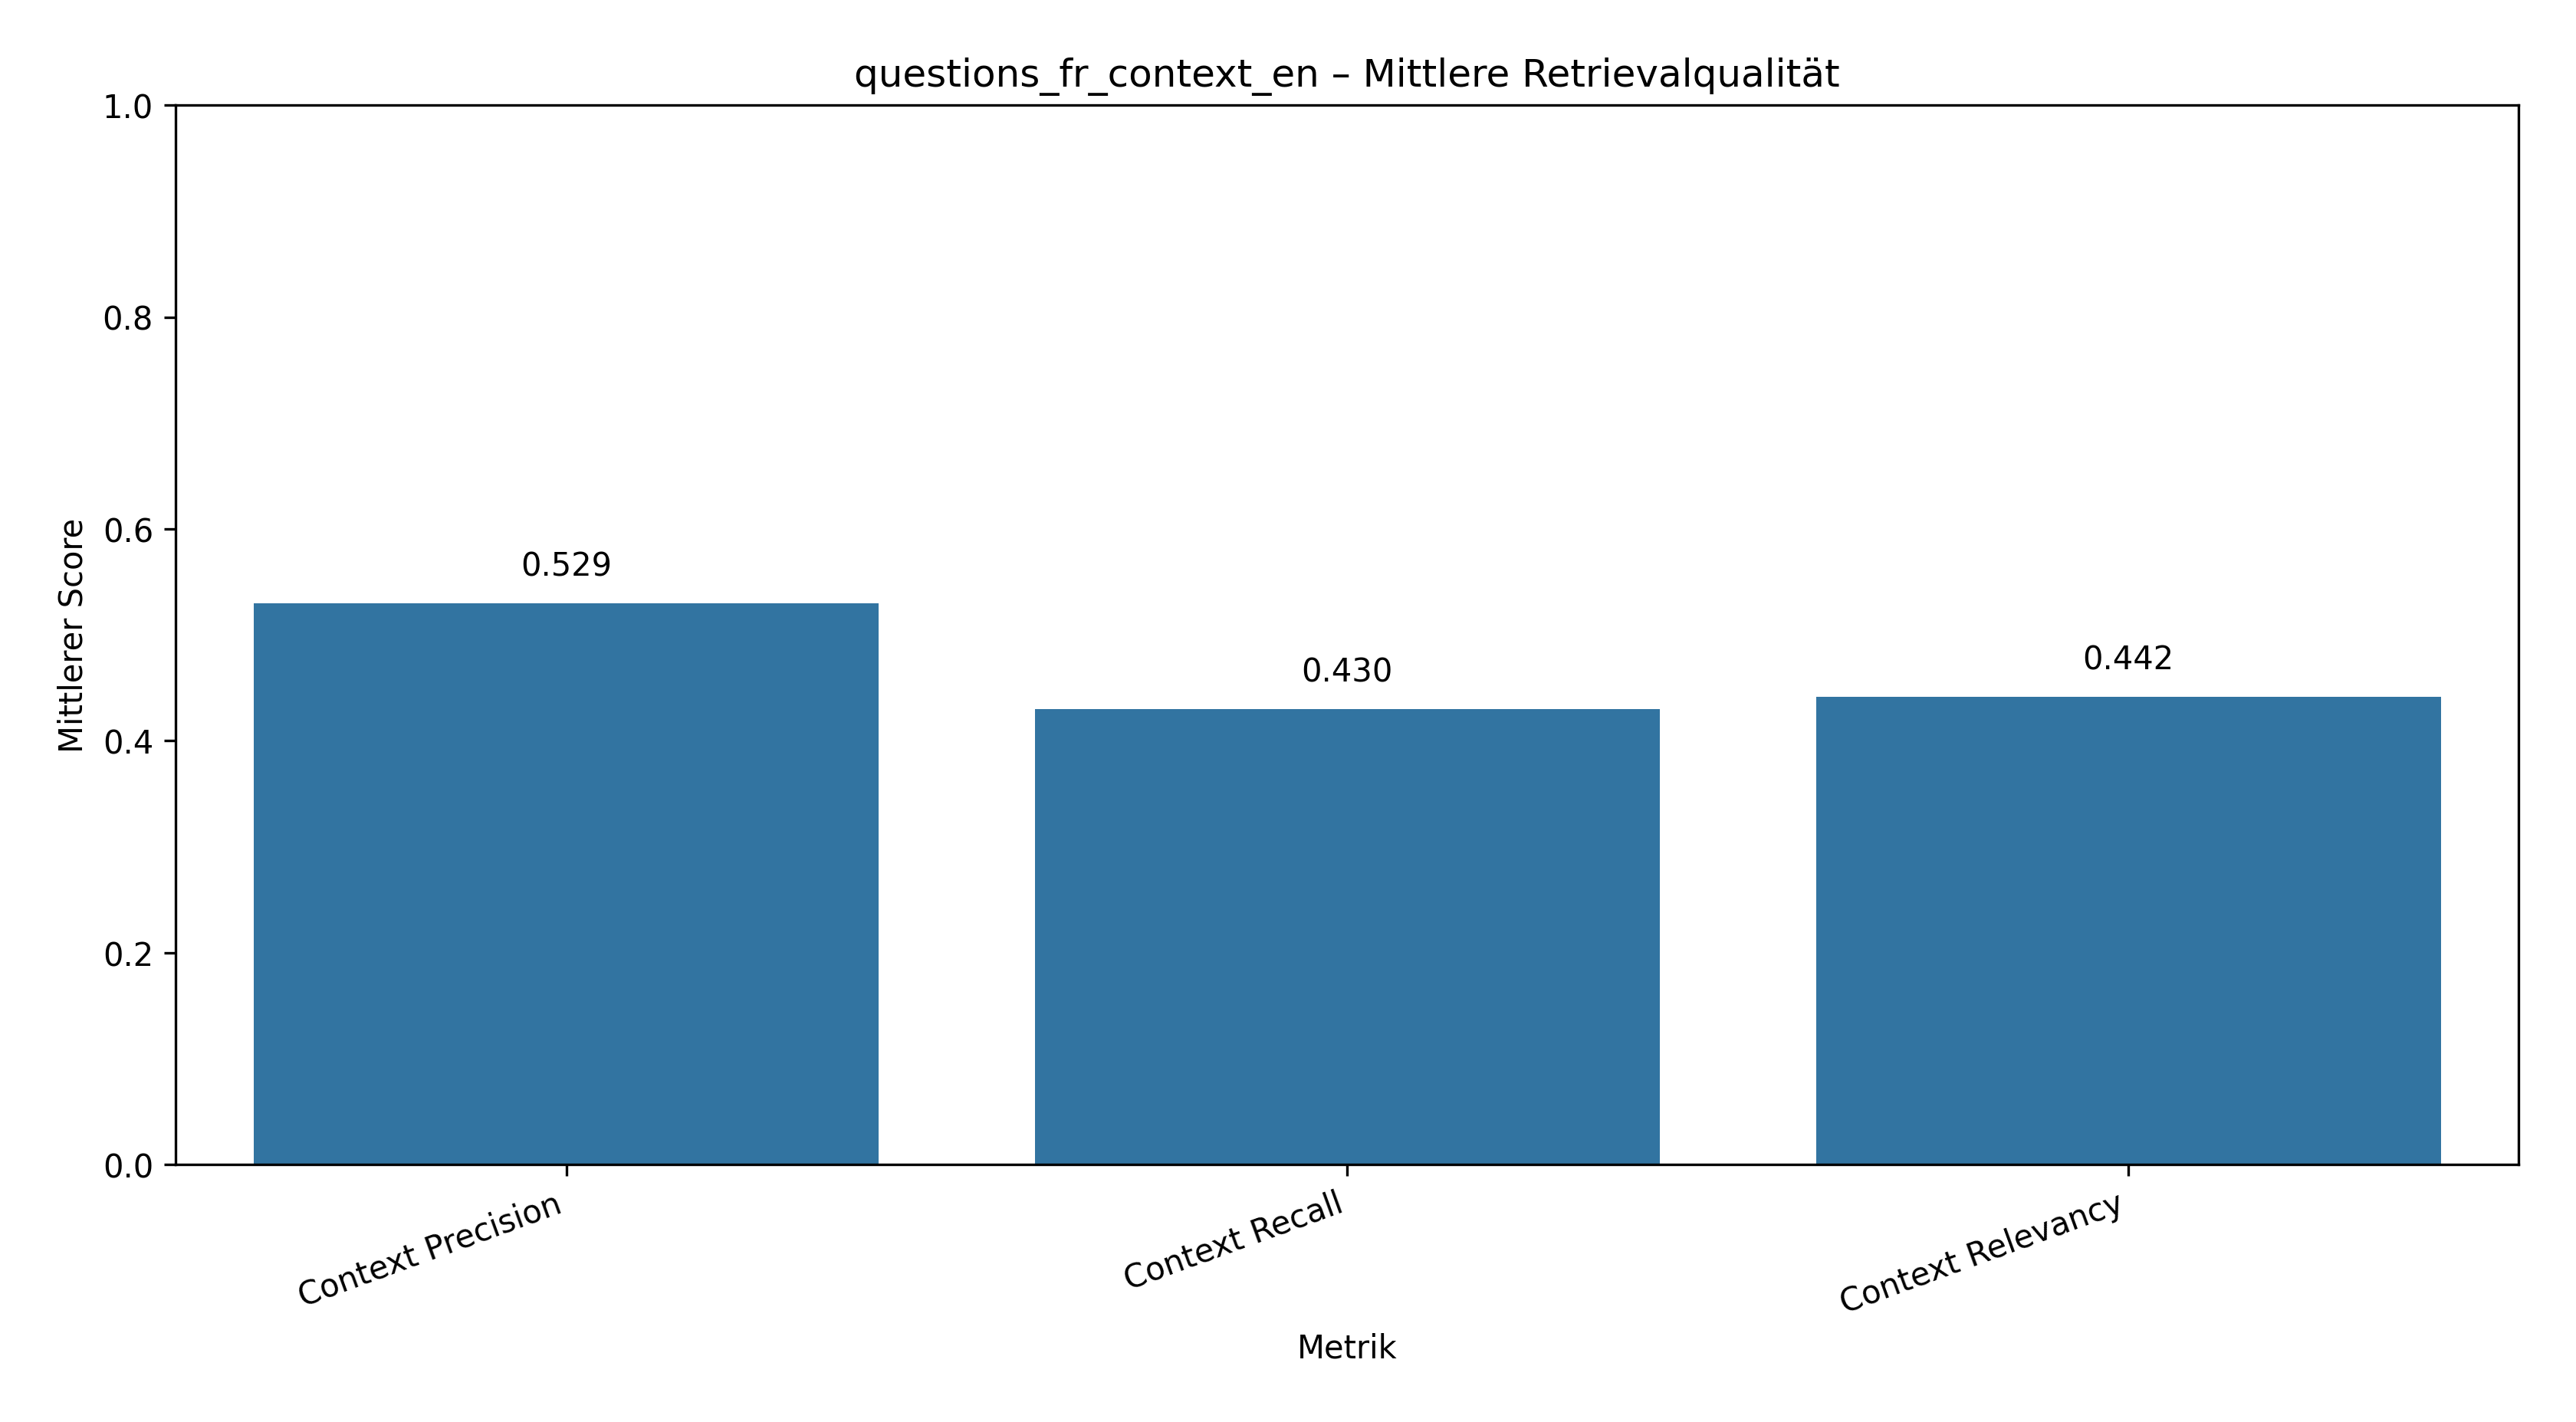 questions_fr_context_en – Mittlere Retrievalqualität
Mittlerer Score
1.0
0.8
0.6
0.4
0.2
0.0
0.529
0.430
0.442
Context Precision
Context Recall
Context Relevancy
Metrik